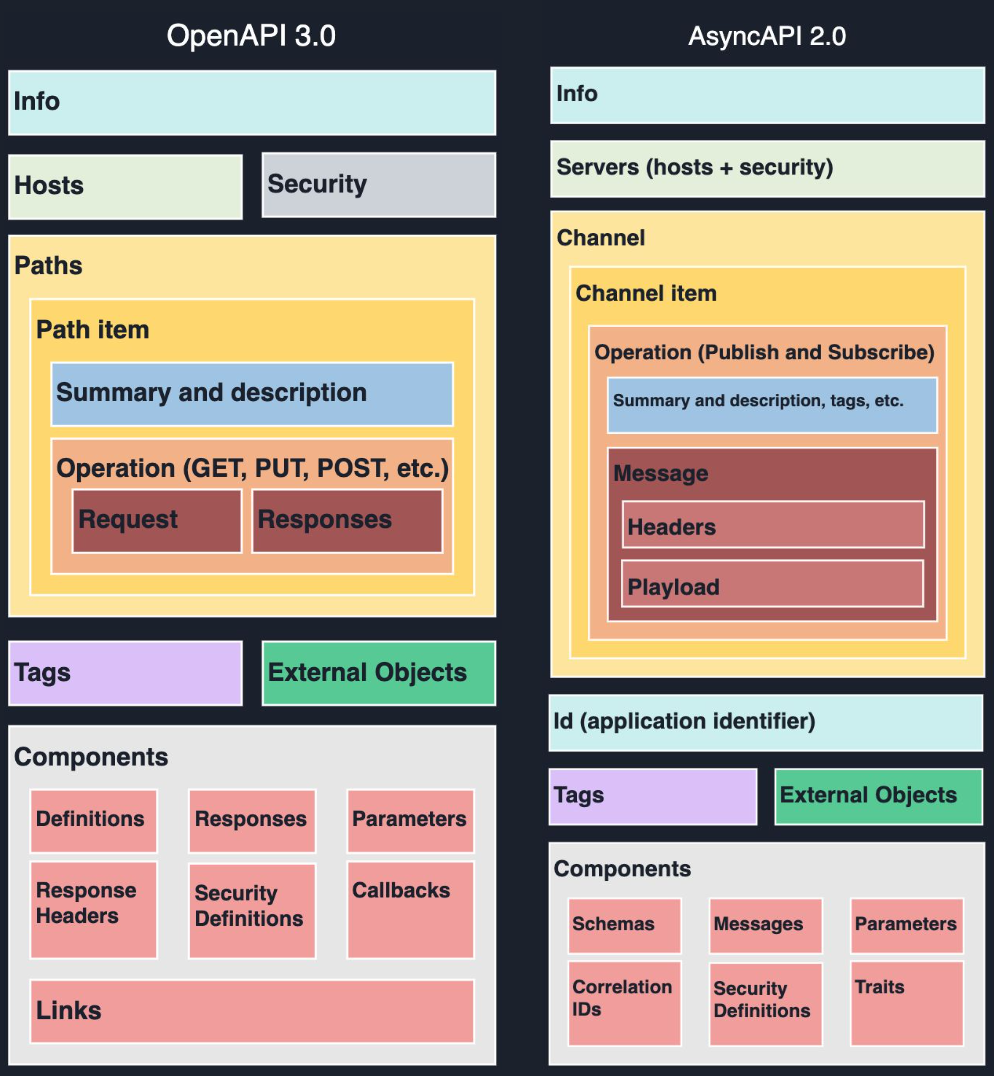 OpenAPI 3.0
Info
Hosts
Security
Paths
Path item
Summary and description
Operation (GET, PUT, POST, etc.)
Request
Responses
Tags
External Objects
Components
Definitions
Responses
Parameters
Response
Headers
Security
Definitions
Callbacks
Links
AsyncAPI 2.0
Info
Servers (hosts + security)
Channel
Channel item
Operation (Publish and Subscribe)
Summary and description, tags, etc.
Message
Headers
Playload
Id (application identifier)
Tags
External Objects
Components
Schemas
Messages
Parameters
Correlation
IDs
Security
Definitions
Traits